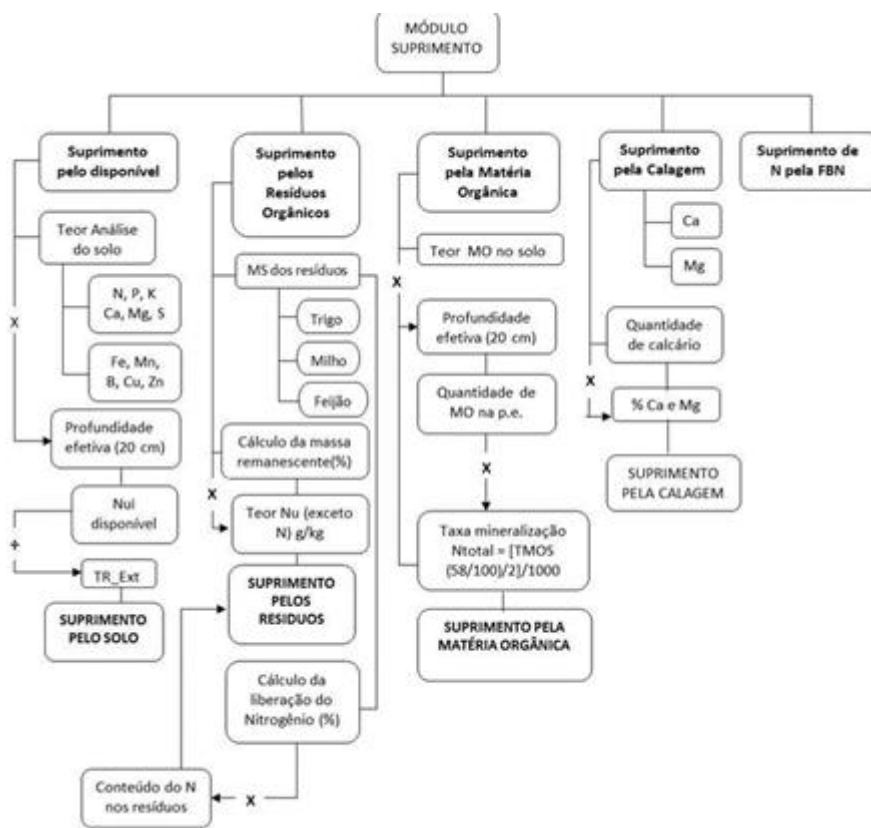 MÓDULO
SUPRIMENTO
Suprimento
pelo disponível
Teor Análise
do solo
N, P, K
Ca, Mg, S
Fe, Mn,
B, Cu, Zn
X
Profundidade
efetiva (20 cm)
Nui
disponível
+
TR_Ext
SUPRIMENTO
PELO SOLO
Suprimento
pelos
Resíduos
Orgânicos
MS dos resíduos
Trigo
Milho
Feijão
Cálculo da massa
remanescente(%)
X
Teor Nu (exceto
N) g/kg
SUPRIMENTO
PELOS
RESIDUOS
Cálculo da
liberação do
Nitrogênio (%)
X
Conteúdo do N
nos resíduos
Suprimento
pela Matéria
Orgânica
Teor MO no solo
X
Profundidade
efetiva (20 cm)
Quantidade de
MO na p.e.
X
Taxa mineralização
Ntotal = [TMOS
(58/100)/2]/1000
SUPRIMENTO PELA
MATÉRIA ORGÂNICA
Suprimento
pela Calagem
Ca
Mg
Quantidade
de calcário
X
% Ca e Mg
SUPRIMENTO
PELA CALAGEM
Suprimento de
N pela FBN